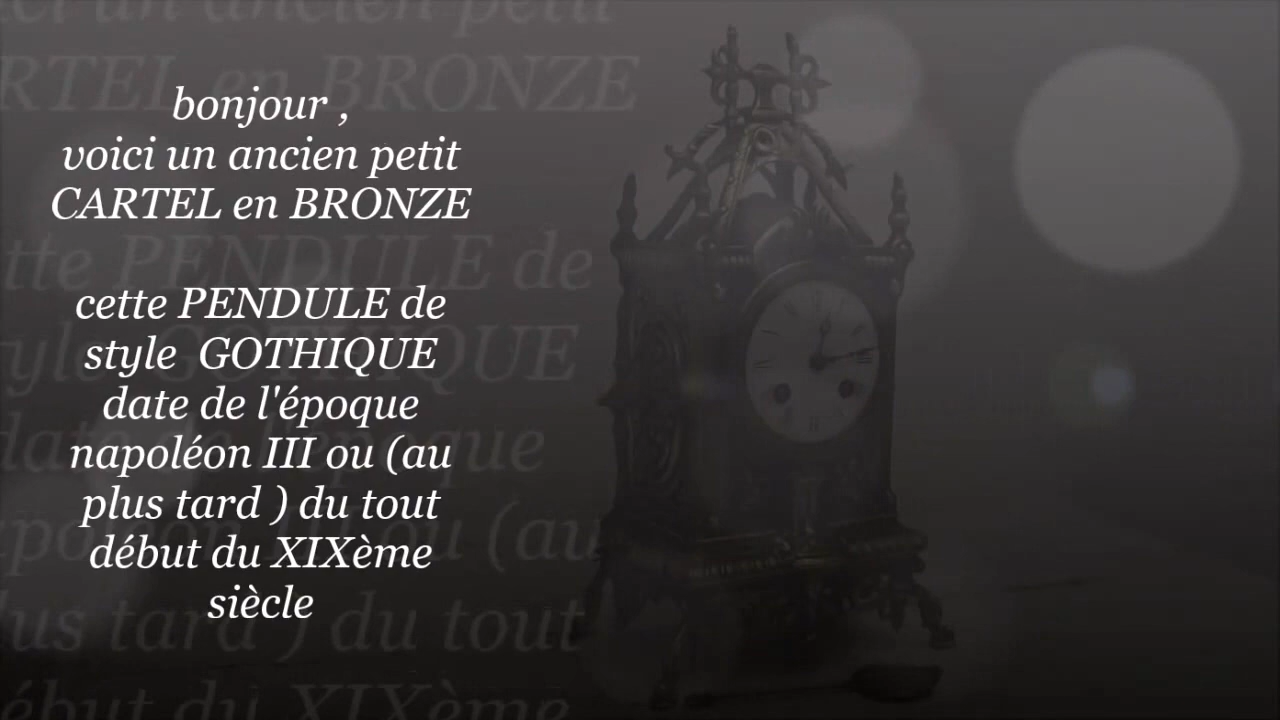 bonjour ,
voici un ancien petit
CARTEL en BRONZE
cette PENDULE de
style GOTHIQUE
date de l'époque
napoléon III ou (au
plus tard ) du tout
début du XIXème
siècle